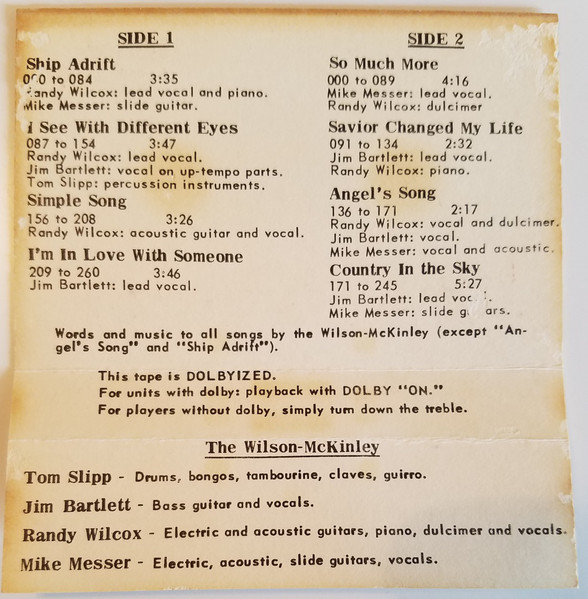 SIDE 1
Ship Adrift
000 to 084 3:35
Randy Wilcox: lead vocal and piano.
Mike Messer: slide guitar.
I See With Different Eyes
087 to 154 3:47
Randy Wilcox: lead vocal.
Jim Bartlett: vocal on up-tempo parts.
Tom Slipp: percussion instruments.
Simple Song
156 to 208 3:26
Randy Wilcox: acoustic guitar and vocal.
I'm In Love With Someone
209 to 260 3:46
Jim Bartlett: lead vocal.
SIDE 2
So Much More
000 to 089 4:16
Mike Messer: lead vocal.
Randy Wilcox: dulcimer
Savior Changed My Life
091 to 134 2:32
Jim Bartlett: lead vocal.
Randy Wilcox: piano.
Angel's Song
136 to 171 2:17
Randy Wilcox: vocal and dulcimer.
Jim Bartlett: vocal.
Mike Messer: vocal and acoustic.
Country In the Sky
171 to 245 5:27
Jim Bartlett: lead vocal.
Mike Messer: slide guitars.
Words and music to all songs by the Wilson-McKinley (except "An-
gel's Song" and "Ship Adrift").
This tape is DOLBYIZED.
For units with dolby: playback with DOLBY "ON."
For players without dolby, simply turn down the treble.
The Wilson-McKinley
Tom Slipp - Drums, bongos, tambourine, claves, guirro.
Jim Bartlett - Bass guitar and vocals.
Randy Wilcox - Electric and acoustic guitars, piano, dulcimer and vocals.
Mike Messer - Electric, acoustic, slide guitars, vocals.